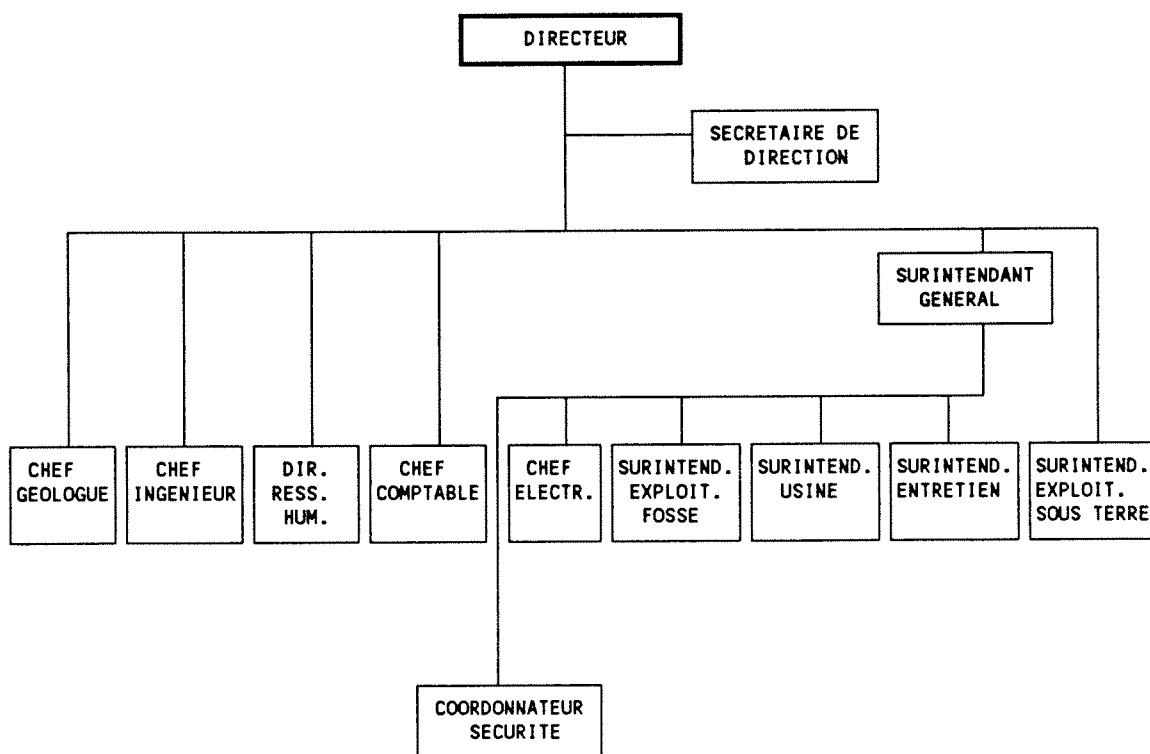 DIRECTEUR
SECRETAIRE DE
DIRECTION
SURINTENDANT
GENERAL
CHEF
GEOLOGUE
CHEF
INGENIEUR
DIR.
RESS.
HUM.
CHEF
COMPTABLE
CHEF
ELECTR.
SURINTEND.
EXPLOIT.
FOSSE
SURINTEND.
USINE
SURINTEND.
ENTRETIEN
SURINTEND.
EXPLOIT.
SOUS TERRE
COORDONNATEUR
SECURITE